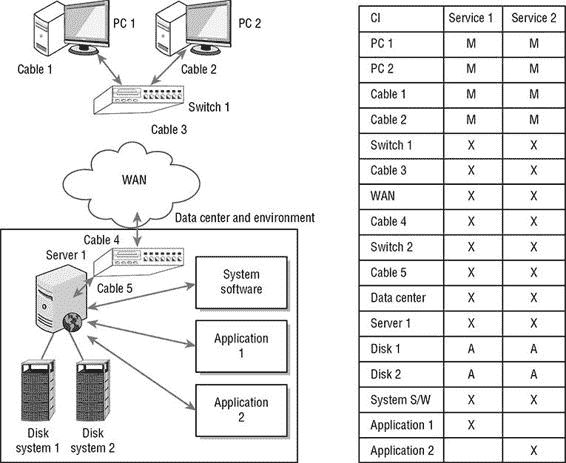 PC 1
PC 2
Cable 1
Cable 2
Switch 1
Cable 3
WAN
Data center and environment
Cable 4
Server 1
Cable 5
System
software
Application
1
Application
2
Disk
system 1
Disk
system 2
CI Service 1 Service 2
PC 1 M M
PC 2 M M
Cable 1 M M
Cable 2 M M
Switch 1 X X
Cable 3 X X
WAN X X
Cable 4 X X
Switch 2 X X
Cable 5 X X
Data center X X
Server 1 X X
Disk 1 A A
Disk 2 A A
System S/W X X
Application 1 X
Application 2 X